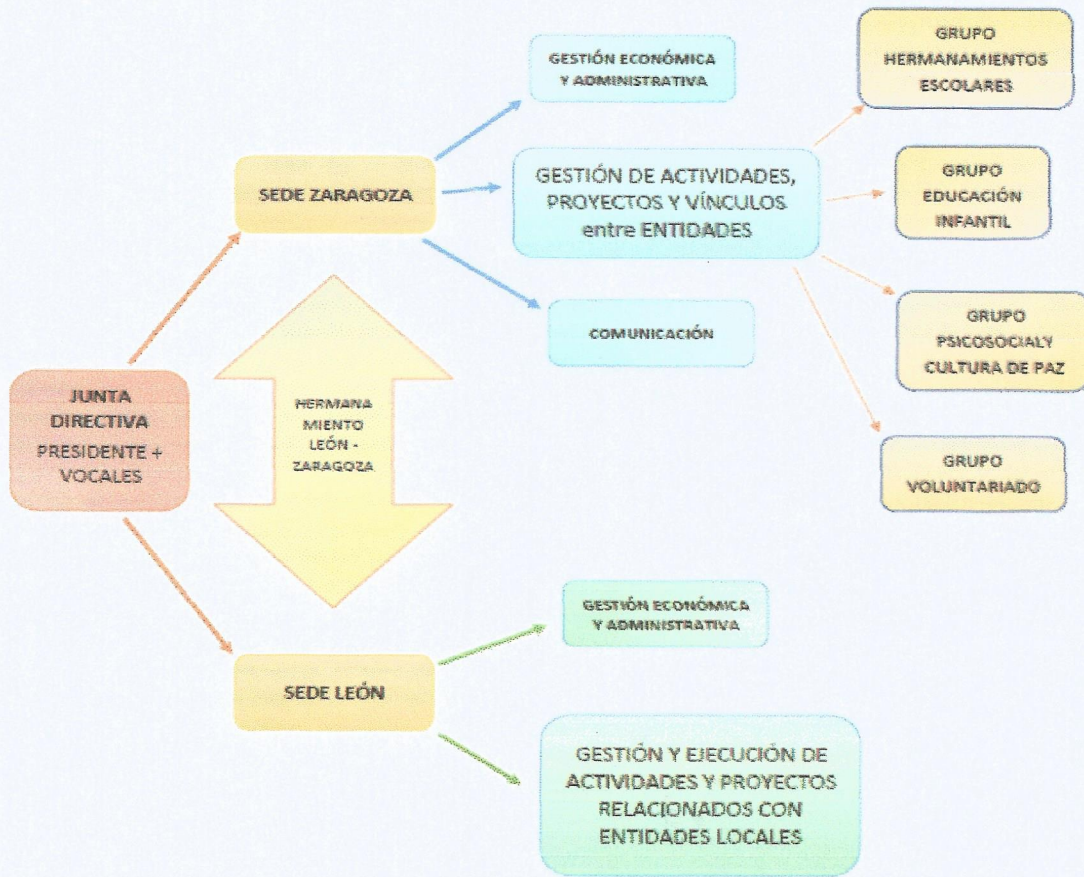 GESTIÓN ECONÓMICA
Y ADMINISTRATIVA
GRUPO
HERMANAMIENTOS
ESCOLARES
SEDE ZARAGOZA
GESTIÓN DE ACTIVIDADES,
PROYECTOS Y VÍNCULOS
entre ENTIDADES
GRUPO
EDUCACIÓN
INFANTIL
COMUNICACIÓN
GRUPO
PSICOSOCIALY
CULTURA DE PAZ
JUNTA
DIRECTIVA
PRESIDENTE +
VOCALES
HERMANA
MIENTO
LEÓN -
ZARAGOZA
GRUPO
VOLUNTARIADO
GESTIÓN ECONÓMICA
Y ADMINISTRATIVA
SEDE LEÓN
GESTIÓN Y EJECUCIÓN DE
ACTIVIDADES Y PROYECTOS
RELACIONADOS CON
ENTIDADES LOCALES